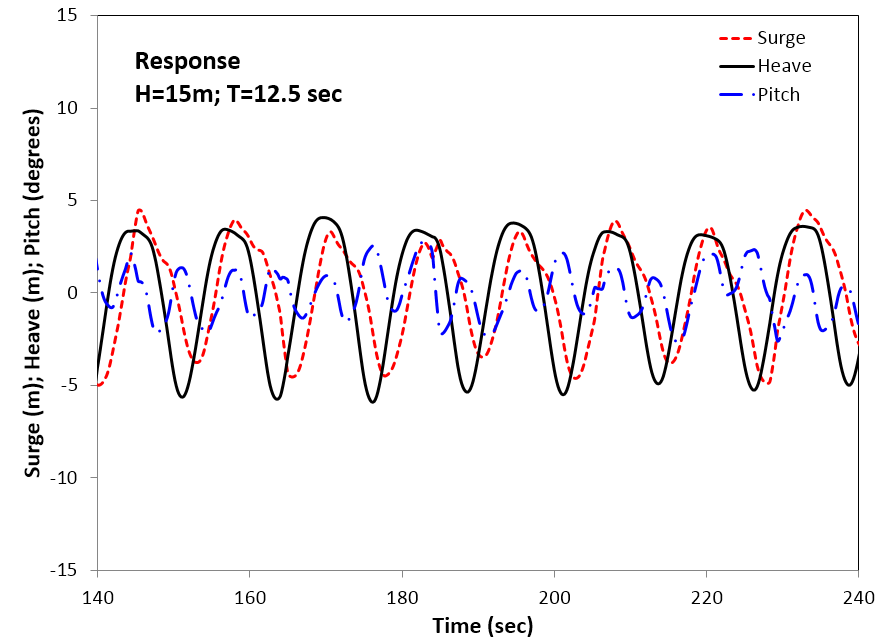 15
10
5
0
-5
-10
-15
Surge (m); Heave (m); Pitch (degrees)
Response
H=15m; T=12.5 sec
Surge
Heave
Pitch
140
160
180
200
220
240
Time (sec)